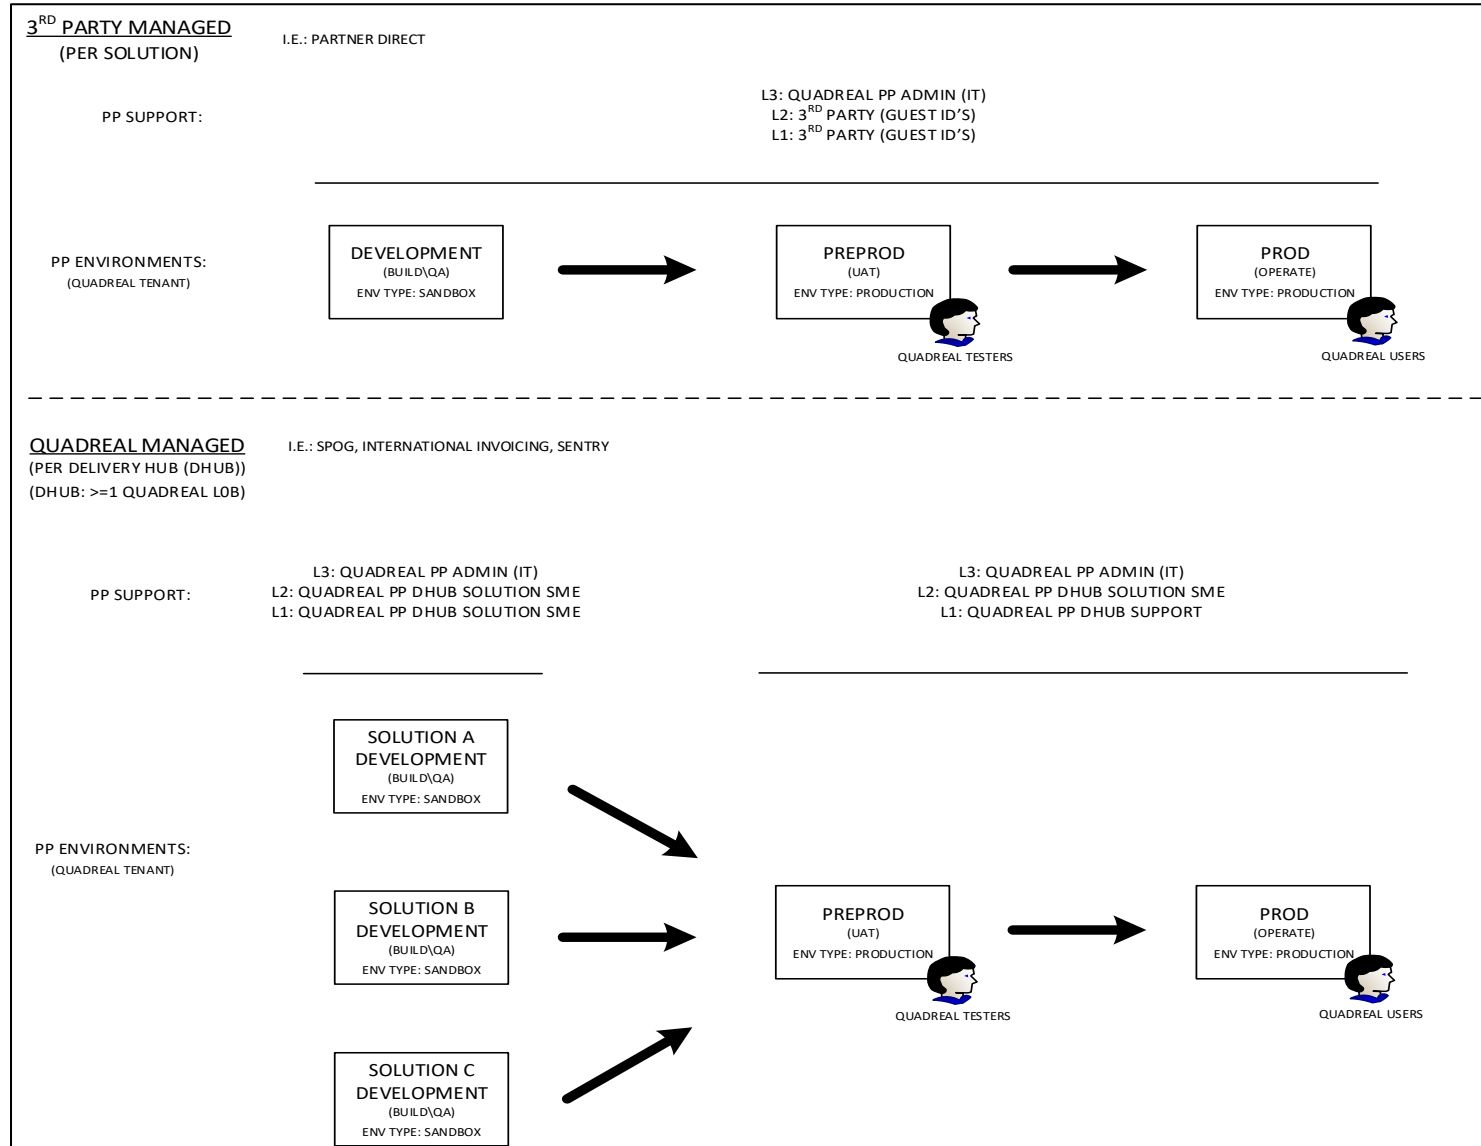 3RD PARTY MANAGED
(PER SOLUTION)
I.E.: PARTNER DIRECT
PP SUPPORT:
L3: QUADREAL PP ADMIN (IT)
L2: 3RD PARTY (GUEST ID'S)
L1: 3RD PARTY (GUEST ID'S)
PP ENVIRONMENTS:
(QUADREAL TENANT)
DEVELOPMENT
(BUILD\QA)
ENV TYPE: SANDBOX
PREPROD
(UAT)
ENV TYPE: PRODUCTION
QUADREAL TESTERS
PROD
(OPERATE)
ENV TYPE: PRODUCTION
QUADREAL USERS
QUADREAL MANAGED
(PER DELIVERY HUB (DHUB))
(DHUB: >=1 QUADREAL L0B)
I.E.: SPOG, INTERNATIONAL INVOICING, SENTRY
PP SUPPORT:
L3: QUADREAL PP ADMIN (IT)
L2: QUADREAL PP DHUB SOLUTION SME
L1: QUADREAL PP DHUB SOLUTION SME
L3: QUADREAL PP ADMIN (IT)
L2: QUADREAL PP DHUB SOLUTION SME
L1: QUADREAL PP DHUB SUPPORT
PP ENVIRONMENTS:
(QUADREAL TENANT)
SOLUTION A
DEVELOPMENT
(BUILD\QA)
ENV TYPE: SANDBOX
SOLUTION B
DEVELOPMENT
(BUILD\QA)
ENV TYPE: SANDBOX
SOLUTION C
DEVELOPMENT
(BUILD\QA)
ENV TYPE: SANDBOX
PREPROD
(UAT)
ENV TYPE: PRODUCTION
QUADREAL TESTERS
PROD
(OPERATE)
ENV TYPE: PRODUCTION
QUADREAL USERS